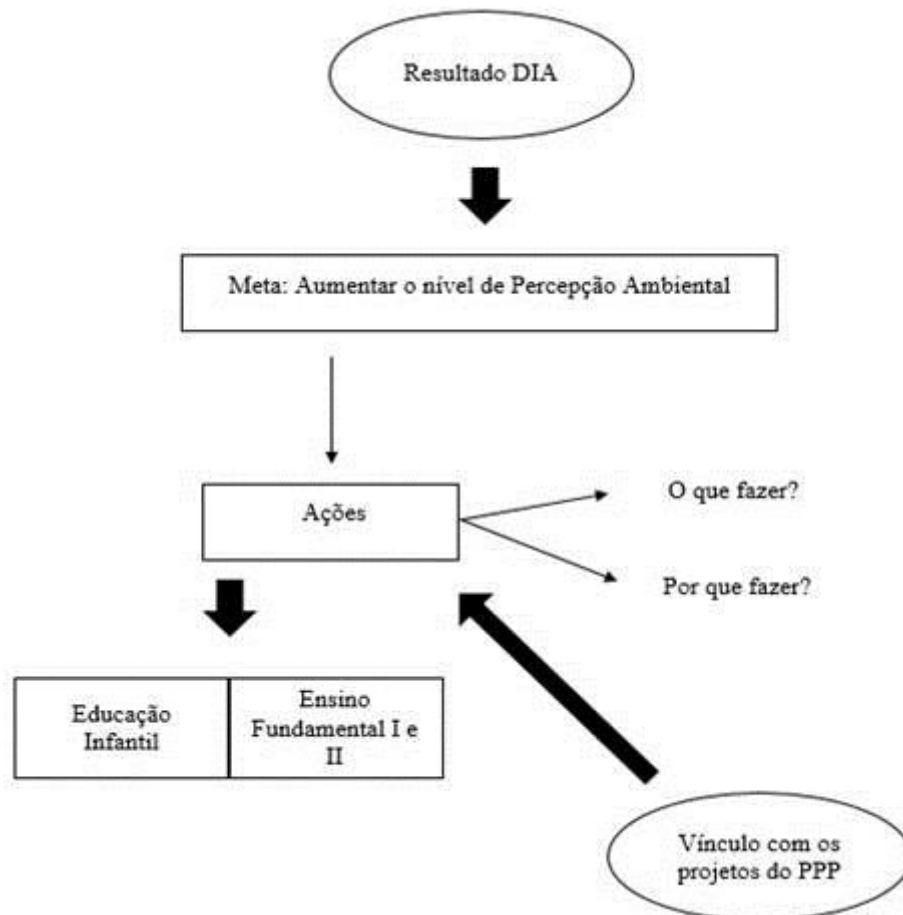 Resultado DIA
Meta: Aumentar o nível de Percepção Ambiental
Ações
O que fazer?
Por que fazer?
Educação
Infantil
Ensino
Fundamental I e
II
Vínculo com os
projetos do PPP